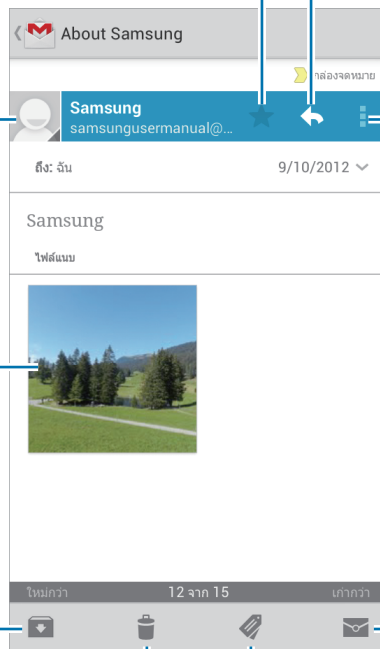 About Samsung
กล่องจดหมาย
Samsung
samsungusermanual@...
ถึง: ฉัน 9/10/2012
Samsung
ไฟล์แนบ
ใหม่กว่า 12 จาก 15 เก่ากว่า